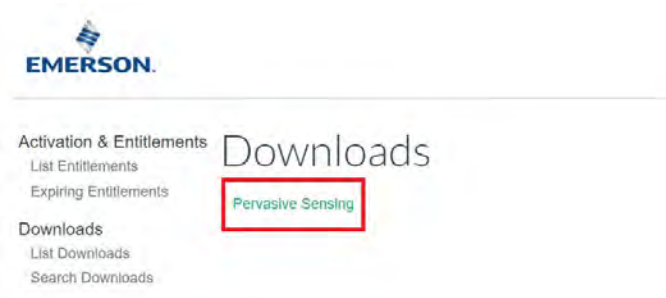 EMERSON.
Activation & Entitlements
List Entitlements
Expiring Entitlements
Downloads
List Downloads
Search Downloads
Downloads
Pervasive Sensing